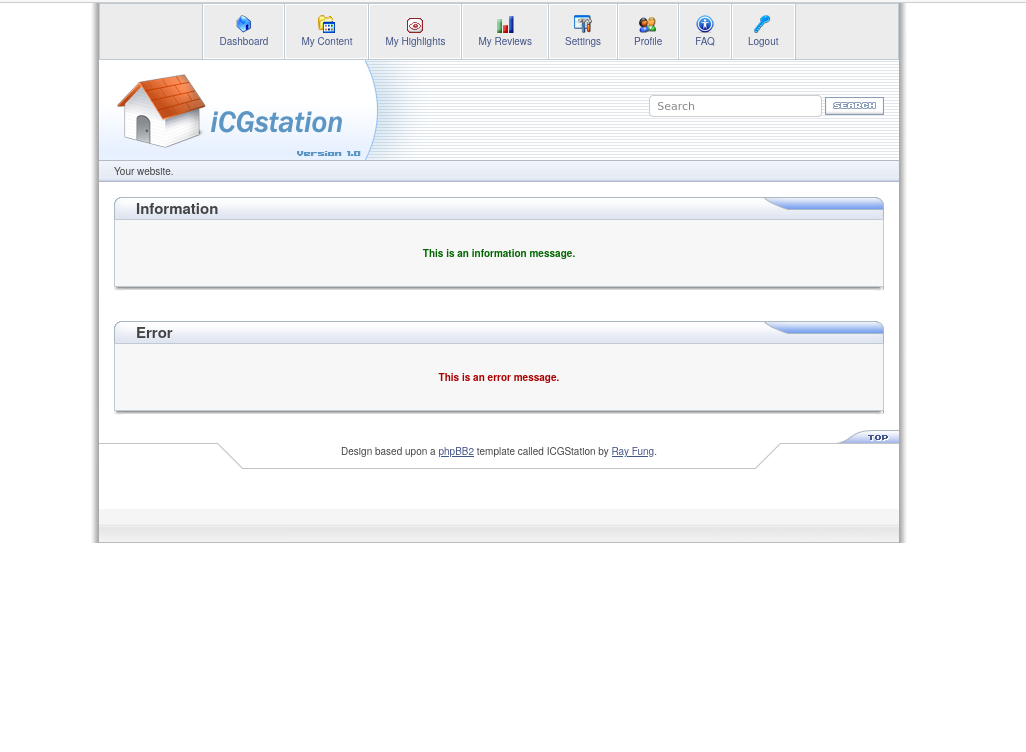 Dashboard My Content My Highlights My Reviews Settings Profile FAQ Logout
iCGstation
Version 1.0
Search SEARCH
Your website.
Information
This is an information message.
Error
This is an error message.
TOP
Design based upon a phpBB2 template called ICGStation by Ray Fung.